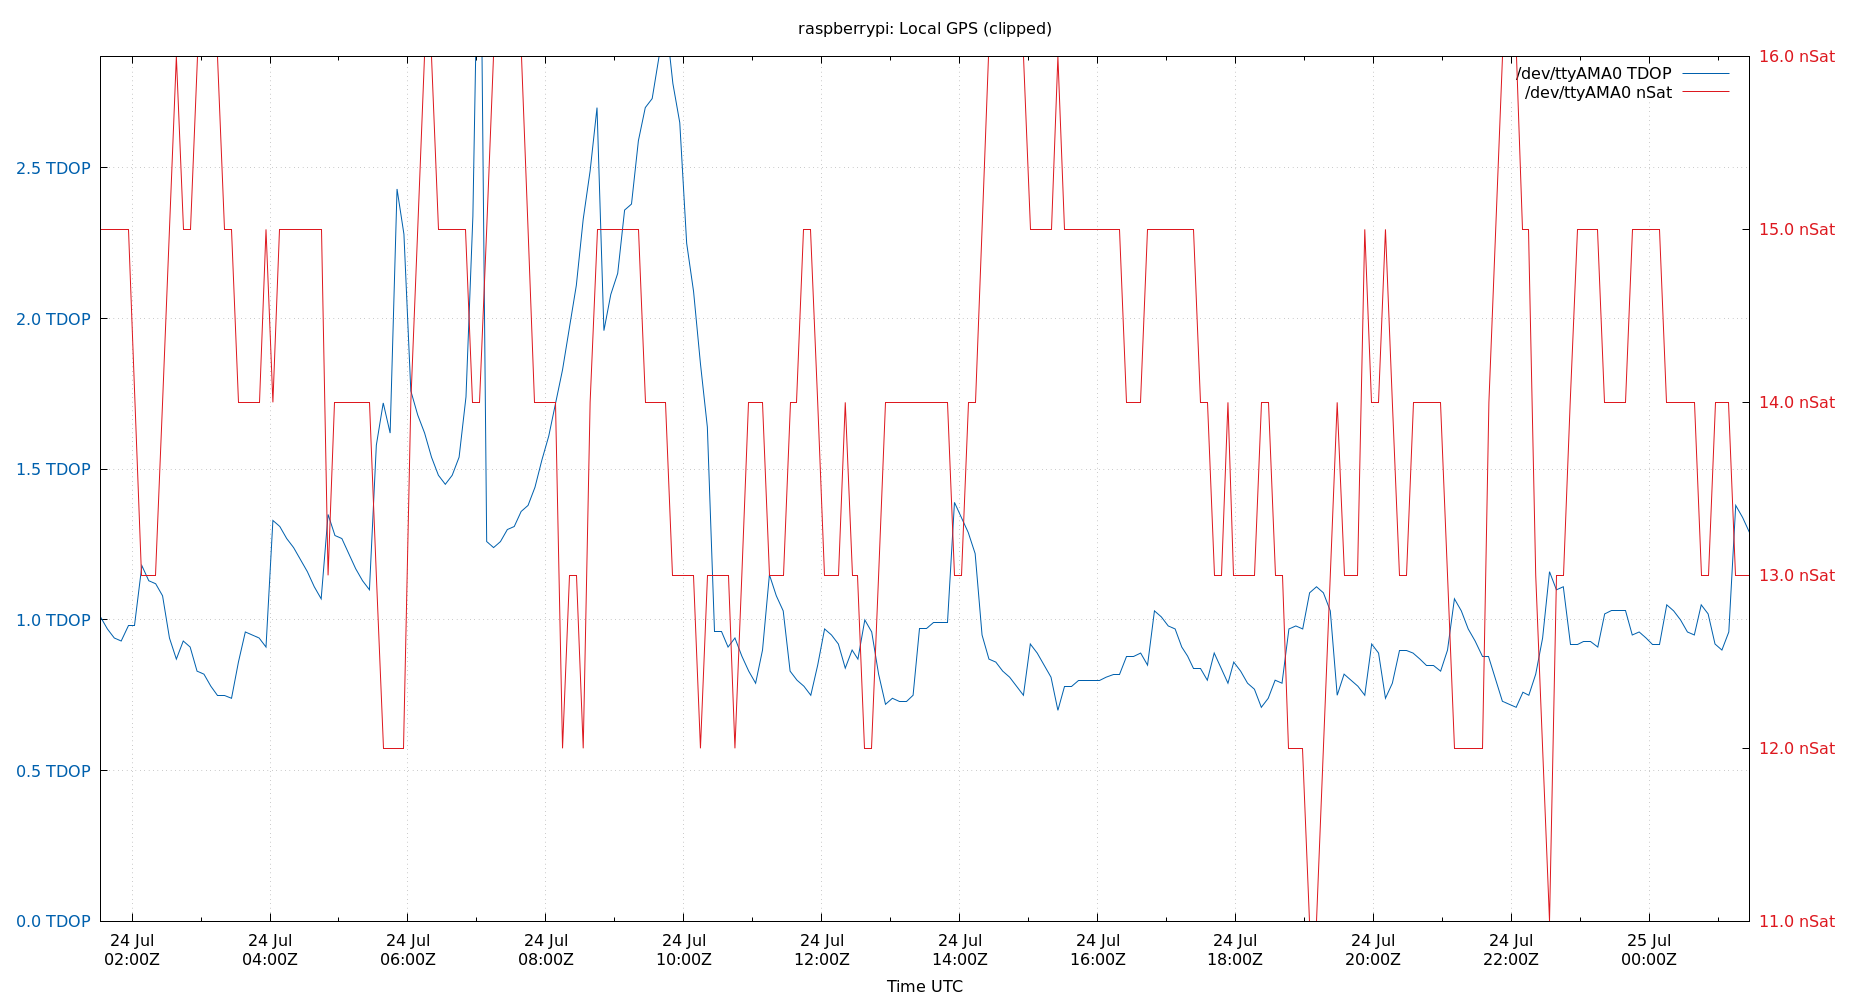 raspberrypi: Local GPS (clipped)
16.0 nSat
/dev/ttyAMA0 TDOP
/dev/ttyAMA0 nSat
2.5 TDOP
15.0 nSat
2.0 TDOP
14.0 nSat
1.5 TDOP
13.0 nSat
1.0 TDOP
12.0 nSat
0.5 TDOP
0.0 TDOP
11.0 nSat
24 Jul 24 Jul 24 Jul 24 Jul 24 Jul 24 Jul 24 Jul 24 Jul 24 Jul 24 Jul 24 Jul 25 Jul
02:00Z 04:00Z 06:00Z 08:00Z 10:00Z 12:00Z 14:00Z 16:00Z 18:00Z 20:00Z 22:00Z 00:00Z
Time UTC